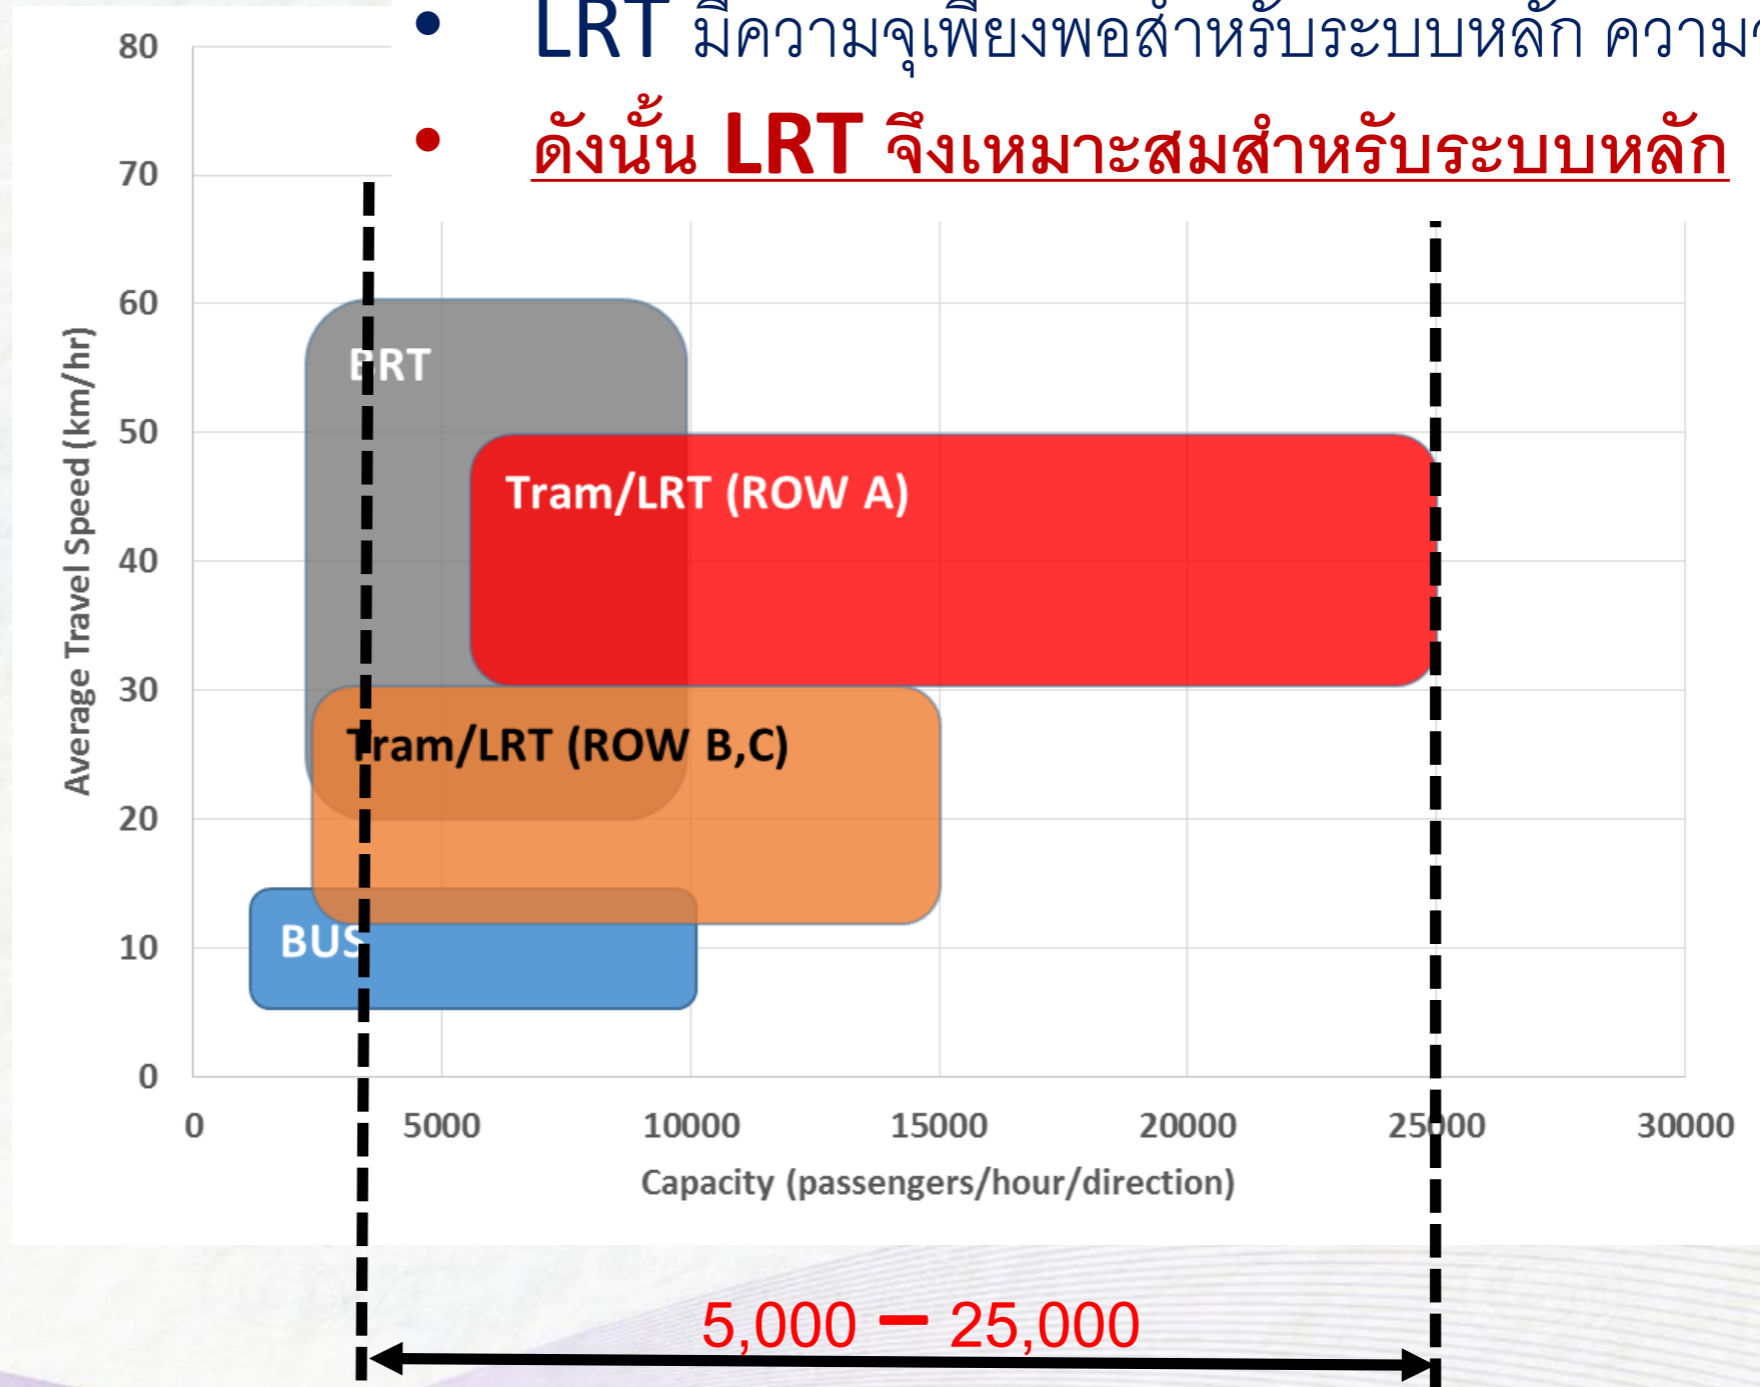 • LRT มีความจุเพียงพอสำหรับระบบหลัก
• ดังนั้น LRT จึงเหมาะสมสำหรับระบบหลัก
80
70
60
50
40
30
20
10
0
Average Travel Speed (km/hr)
BRT
Tram/LRT (ROW A)
Tram/LRT (ROW B,C)
BUS
0 5000 10000 15000 20000 25000 30000
Capacity (passengers/hour/direction)
5,000 – 25,000